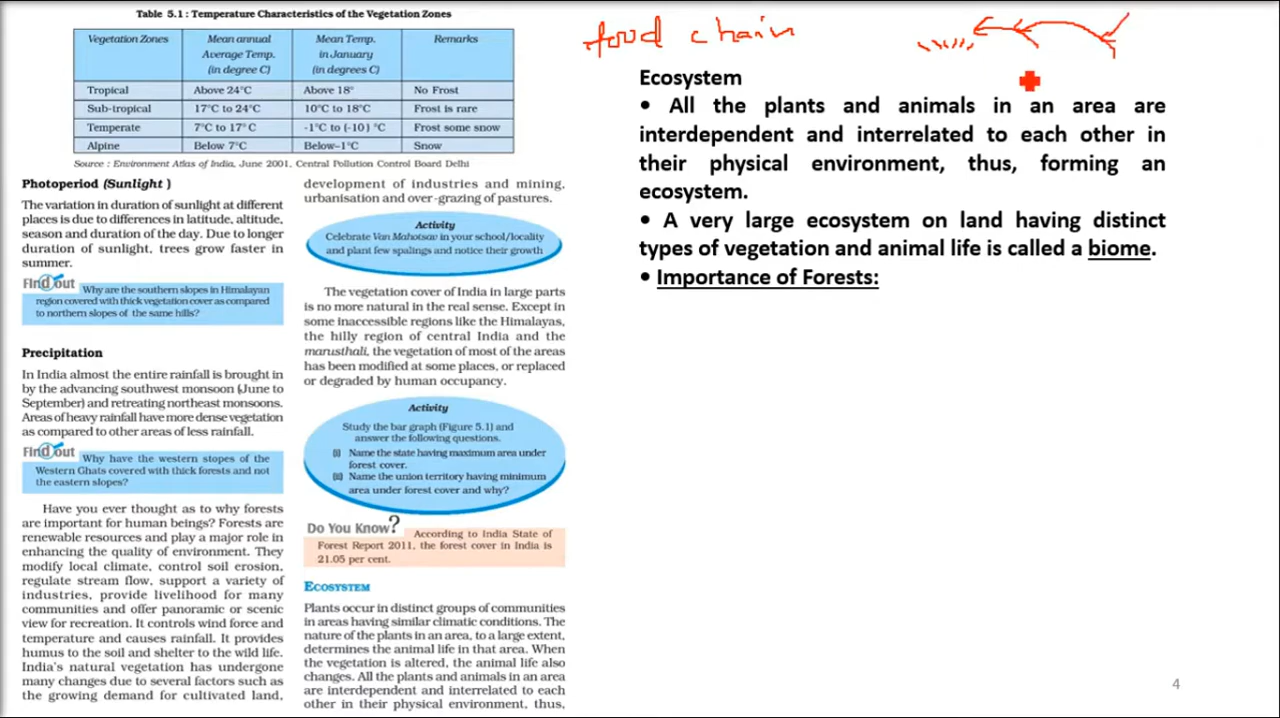 Table 5.1 : Temperature Characteristics of the Vegetation Zones
Vegetation Zones Mean annual Average Temp. (in degree C) Mean Temp. in January (in degrees C) Remarks
Tropical Above 24°C Above 18° No Frost
Sub-tropical 17°C to 24°C 10°C to 18°C Frost is rare
Temperate 7°C to 17°C -1°C to (-10) °C Frost some snow
Alpine Below 7°C Below–1°C Snow
Source : Environment Atlas of India, June 2001, Central Pollution Control Board Delhi
Photoperiod (Sunlight )
The variation in duration of sunlight at different
places is due to differences in latitude, altitude,
season and duration of the day. Due to longer
duration of sunlight, trees grow faster in
summer.
Find out Why are the southern slopes in Himalayan
region covered with thick vegetation cover as compared
to northern slopes of the same hills?
Precipitation
In India almost the entire rainfall is brought in
by the advancing southwest monsoon (June to
September) and retreating northeast monsoons.
Areas of heavy rainfall have more dense vegetation
as compared to other areas of less rainfall.
Find out Why have the western slopes of the
Western Ghats covered with thick forests and not
the eastern slopes?
Have you ever thought as to why forests
are important for human beings? Forests are
renewable resources and play a major role in
enhancing the quality of environment. They
modify local climate, control soil erosion,
regulate stream flow, support a variety of
industries, provide livelihood for many
communities and offer panoramic or scenic
view for recreation. It controls wind force and
temperature and causes rainfall. It provides
humus to the soil and shelter to the wild life.
India's natural vegetation has undergone
many changes due to several factors such as
the growing demand for cultivated land,
development of industries and mining,
urbanisation and over-grazing of pastures.
Activity
Celebrate Van Mahotsav in your school/locality
and plant few spalings and notice their growth
The vegetation cover of India in large parts
is no more natural in the real sense. Except in
some inaccessible regions like the Himalayas,
the hilly region of central India and the
marusthali, the vegetation of most of the areas
has been modified at some places, or replaced
or degraded by human occupancy.
Activity
Study the bar graph (Figure 5.1) and
answer the following questions.
(i) Name the state having maximum area under
forest cover.
(ii) Name the union territory having minimum
area under forest cover and why?
Do You Know? According to India State of
Forest Report 2011, the forest cover in India is
21.05 per cent.
ECOSYSTEM
Plants occur in distinct groups of communities
in areas having similar climatic conditions. The
nature of the plants in an area, to a large extent,
determines the animal life in that area. When
the vegetation is altered, the animal life also
changes. All the plants and animals in an area
are interdependent and interrelated to each
other in their physical environment, thus,
food chain
Ecosystem
• All the plants and animals in an area are
interdependent and interrelated to each other in
their physical environment, thus, forming an
ecosystem.
• A very large ecosystem on land having distinct
types of vegetation and animal life is called a biome.
• Importance of Forests:
4